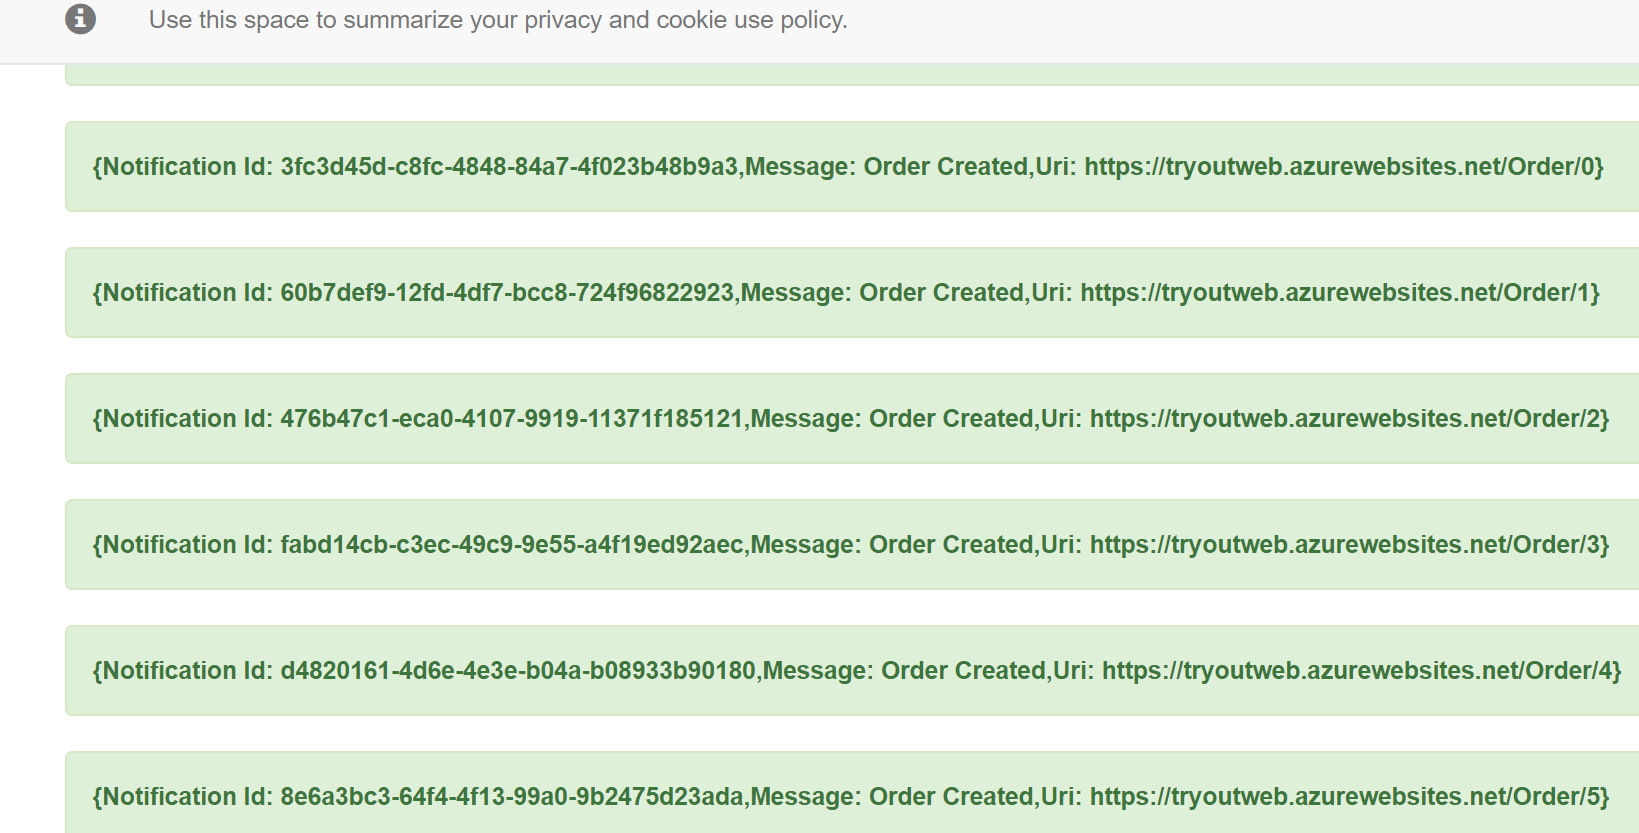 Use this space to summarize your privacy and cookie use policy.
{Notification Id: 3fc3d45d-c8fc-4848-84a7-4f023b48b9a3,Message: Order Created,Uri: https://tryoutweb.azurewebsites.net/Order/0}
{Notification Id: 60b7def9-12fd-4df7-bcc8-724f96822923,Message: Order Created,Uri: https://tryoutweb.azurewebsites.net/Order/1}
{Notification Id: 476b47c1-eca0-4107-9919-11371f185121,Message: Order Created,Uri: https://tryoutweb.azurewebsites.net/Order/2}
{Notification Id: fabd14cb-c3ec-49c9-9e55-a4f19ed92aec,Message: Order Created,Uri: https://tryoutweb.azurewebsites.net/Order/3}
{Notification Id: d4820161-4d6e-4e3e-b04a-b08933b90180,Message: Order Created,Uri: https://tryoutweb.azurewebsites.net/Order/4}
{Notification Id: 8e6a3bc3-64f4-4f13-99a0-9b2475d23ada,Message: Order Created,Uri: https://tryoutweb.azurewebsites.net/Order/5}